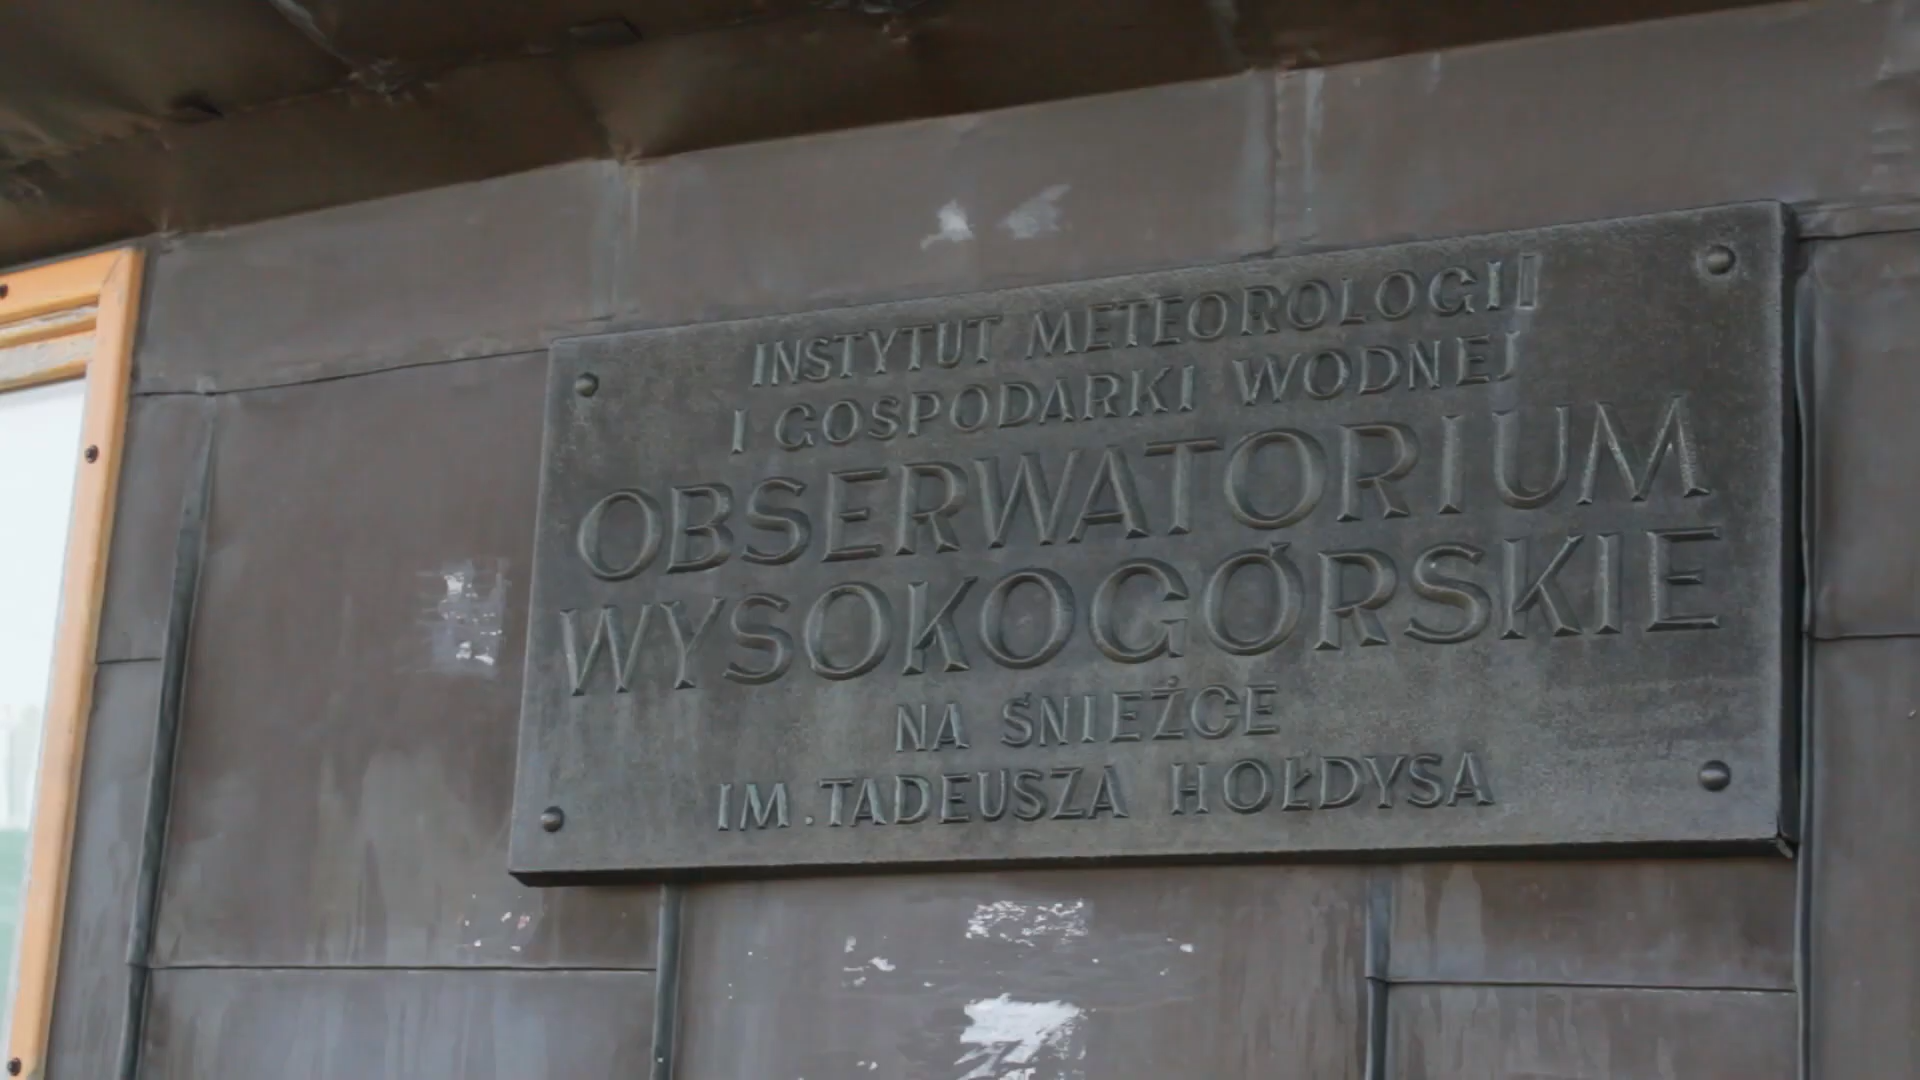 INSTYTUT METEOROLOGII
I GOSPODARKI WODNEJ
OBSERWATORIUM
WYSOKOGÓRSKIE
NA ŚNIEŻCE
IM. TADEUSZA HOŁDYSA